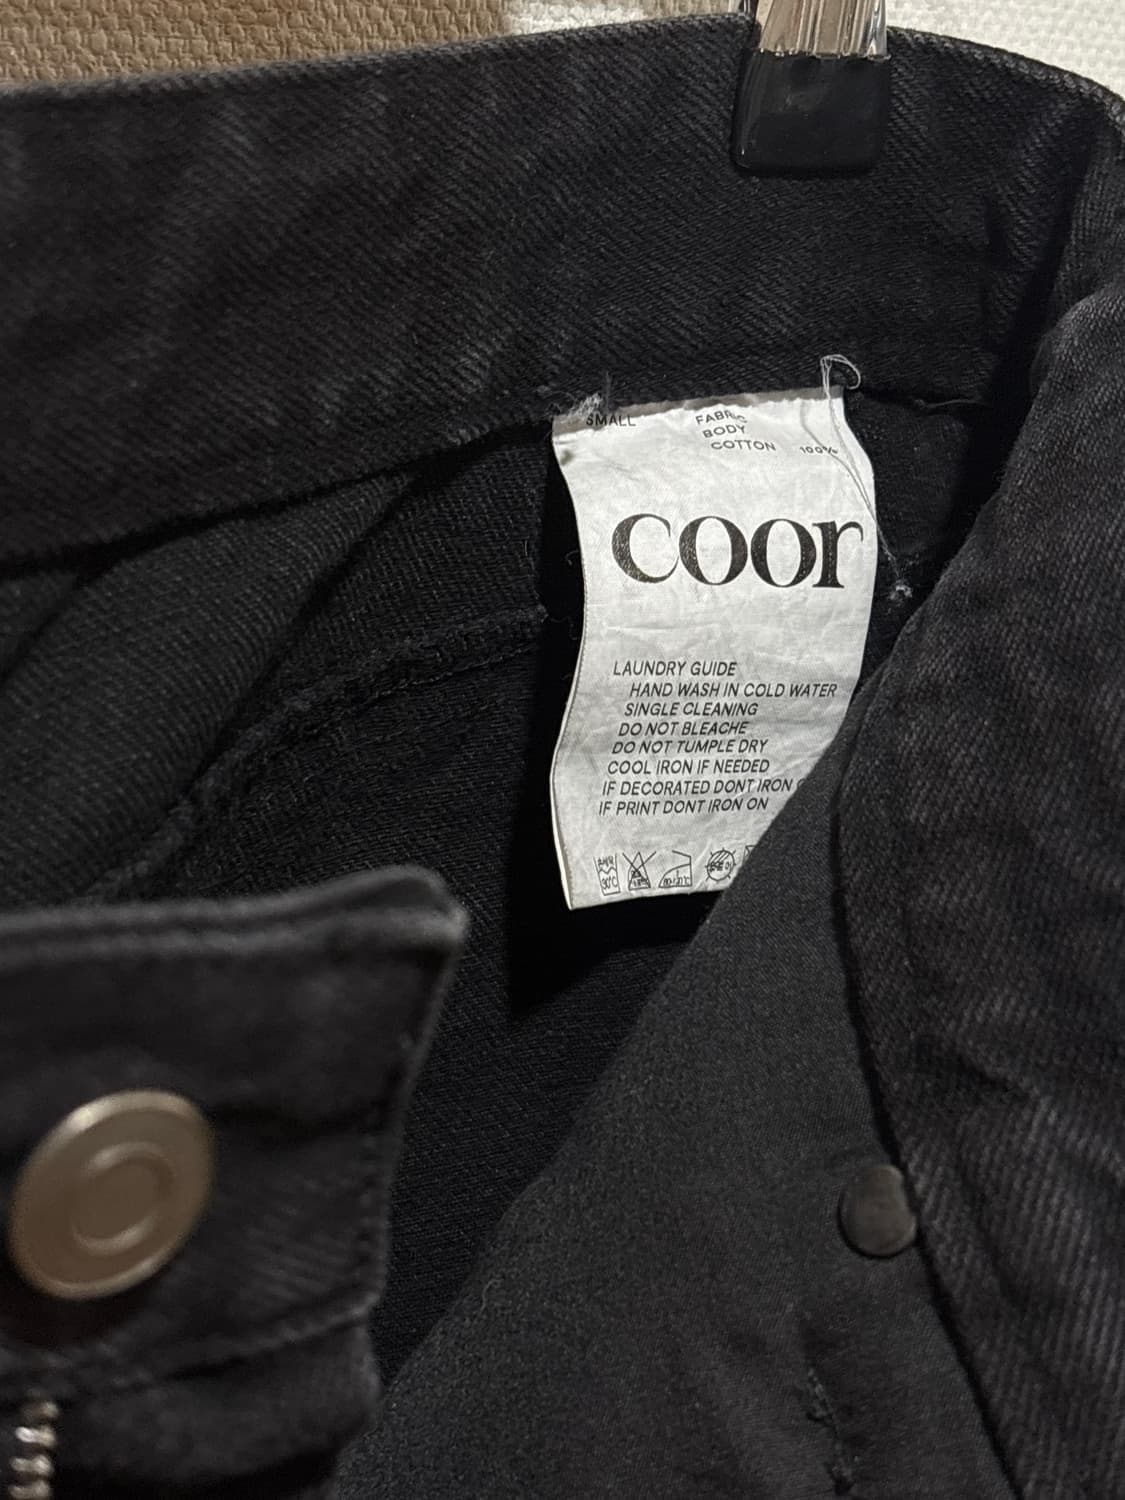 SMALL
FABRIC
BODY
COTTON 100%
coor
LAUNDRY GUIDE
HAND WASH IN COLD WATER
SINGLE CLEANING
DO NOT BLEACHE
DO NOT TUMPLE DRY
COOL IRON IF NEEDED
IF DECORATED DONT IRON
IF PRINT DONT IRON ON
30°C